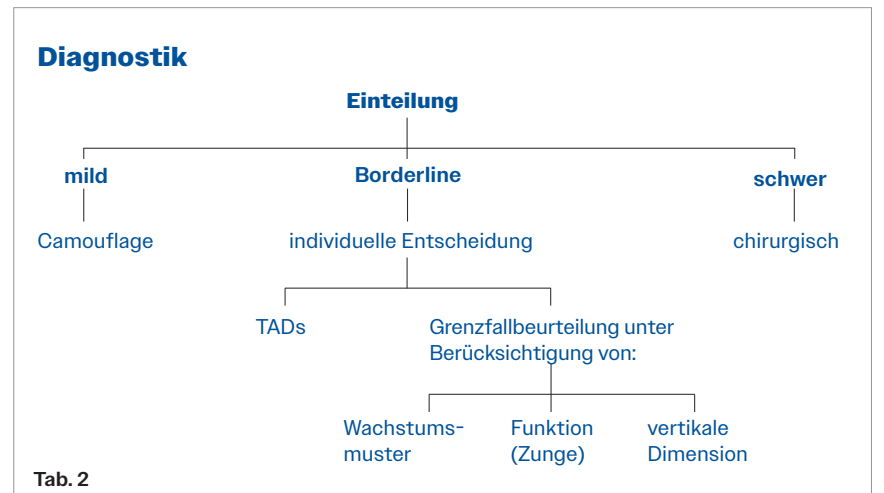 Diagnostik
Einteilung
mild
Borderline
schwer
Camouflage
individuelle Entscheidung
chirurgisch
TADs
Grenzfallbeurteilung unter
Berücksichtigung von:
Wachstums-
muster
Funktion
(Zunge)
vertikale
Dimension
Tab. 2